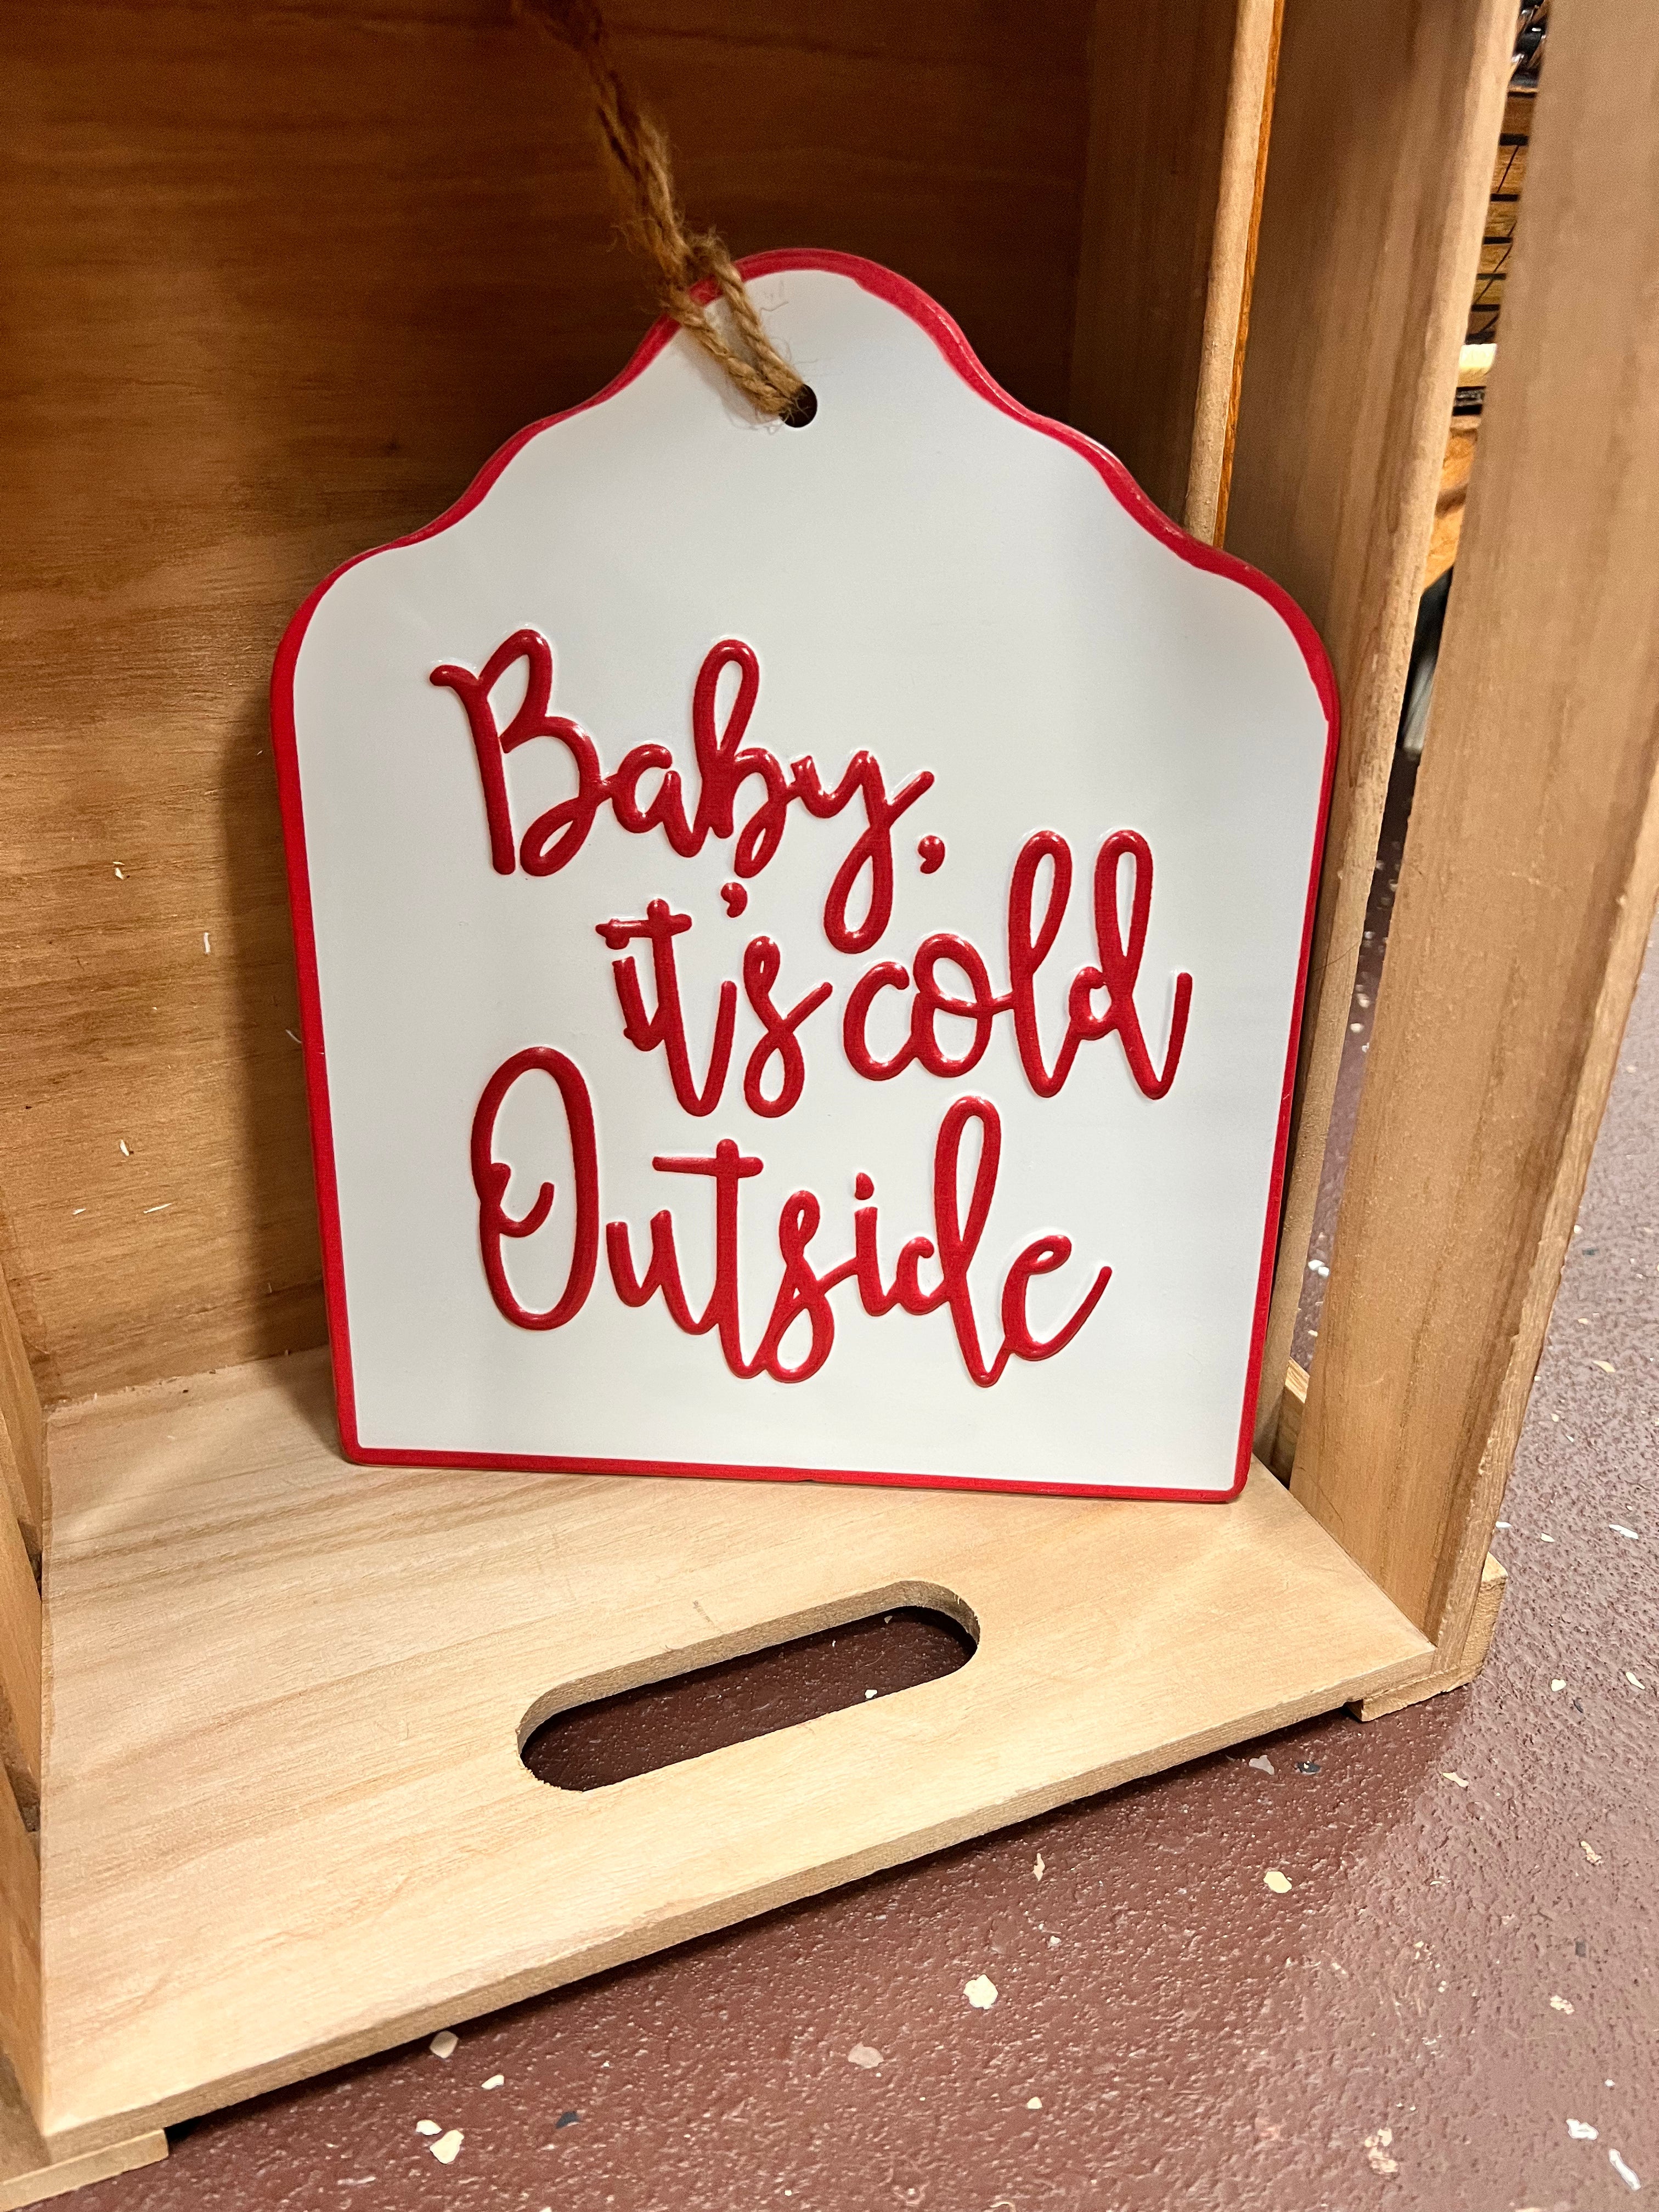 Baby,
it's cold
Outside